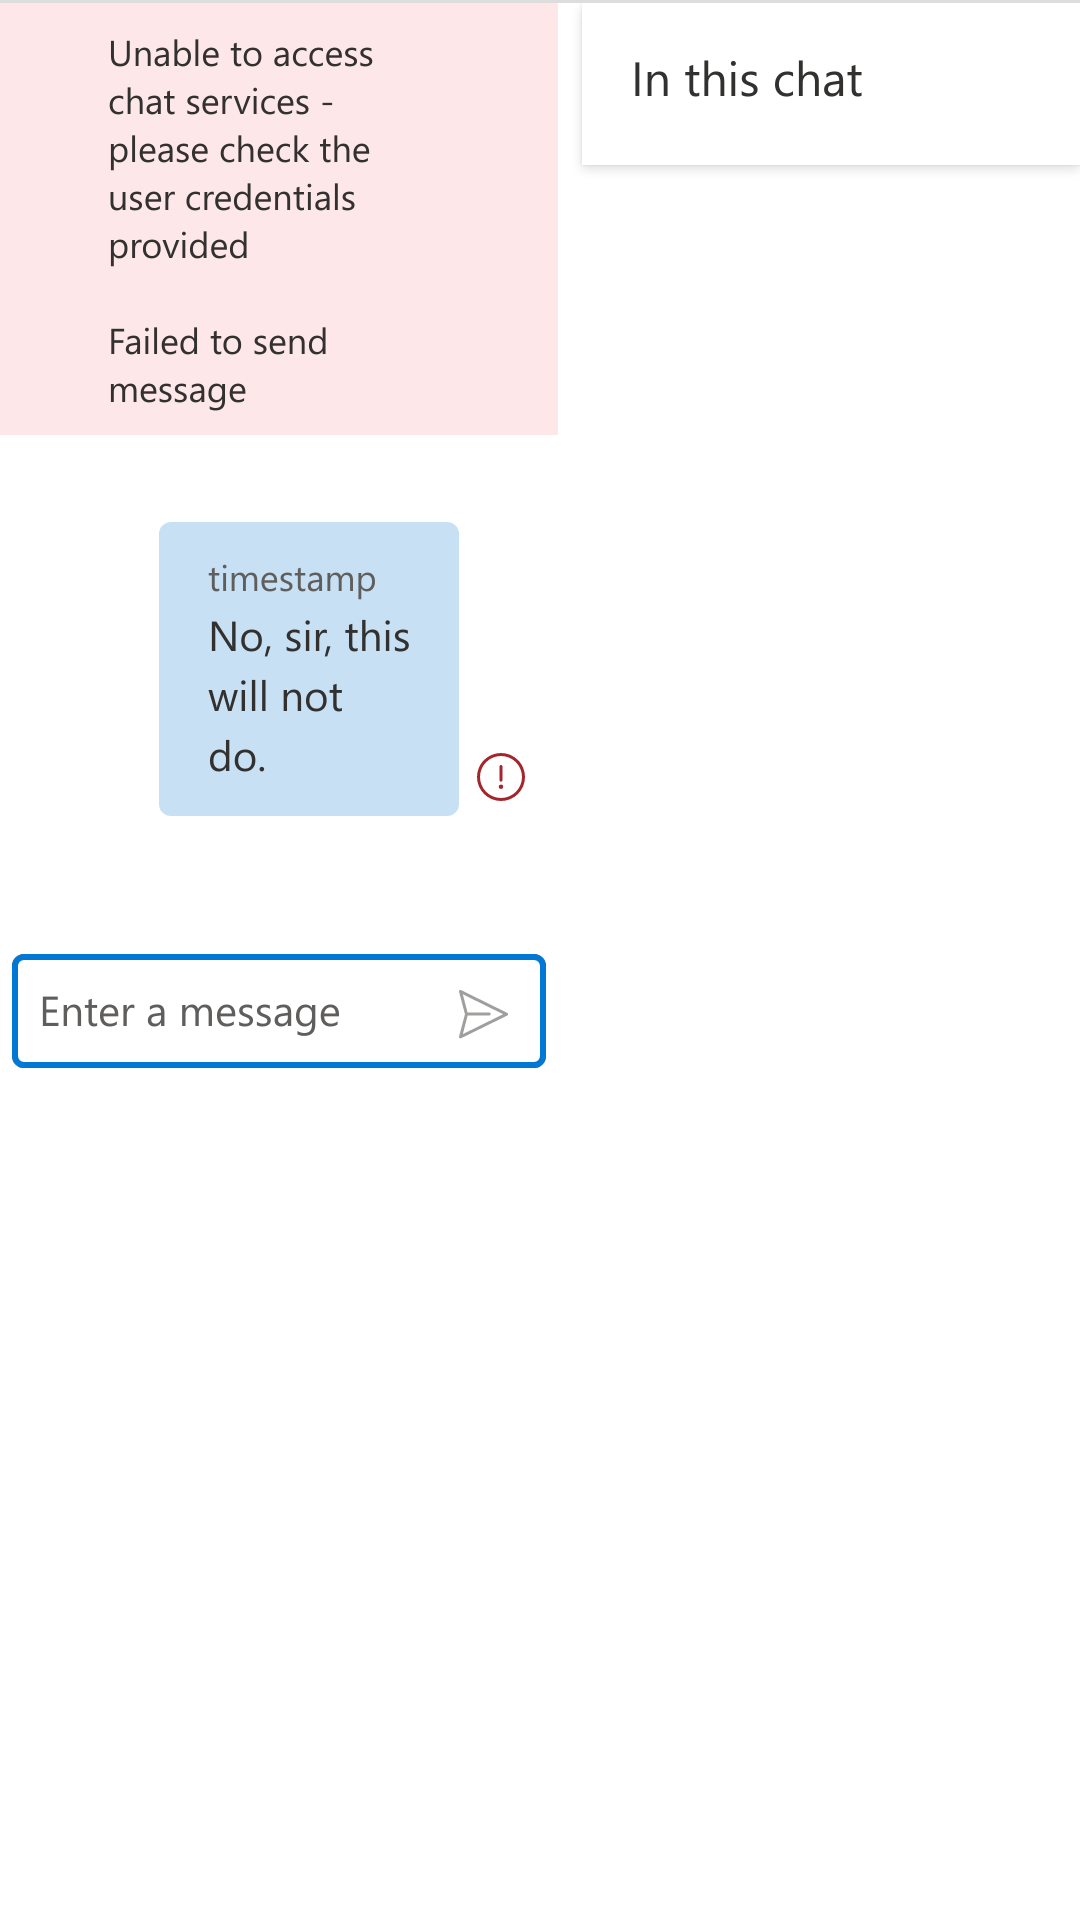 Unable to access
chat services -
please check the
user credentials
provided
Failed to send
message
In this chat
timestamp
No, sir, this
will not
do.
Enter a message